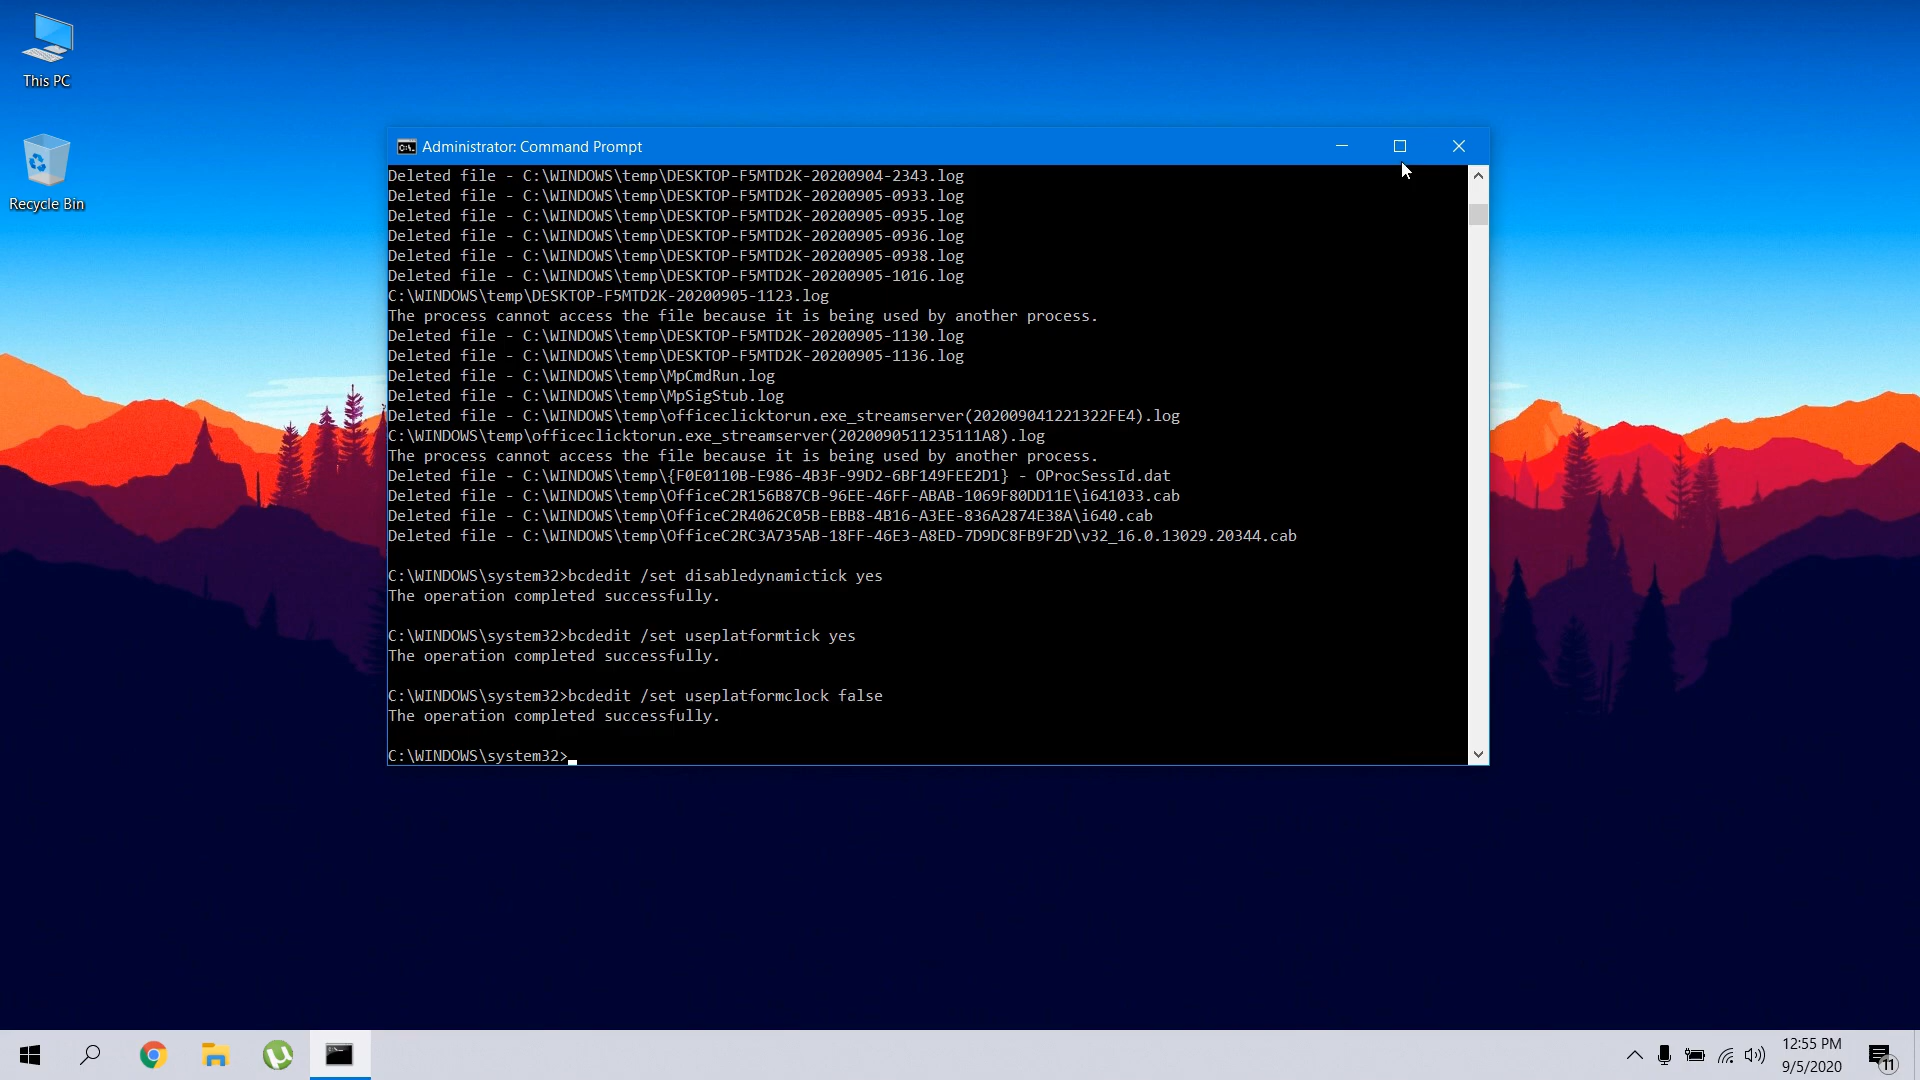 This PC
Recycle Bin
Administrator: Command Prompt
Deleted file - C:\WINDOWS\temp\DESKTOP-F5MTD2K-20200904-2343.log
Deleted file - C:\WINDOWS\temp\DESKTOP-F5MTD2K-20200905-0933.log
Deleted file - C:\WINDOWS\temp\DESKTOP-F5MTD2K-20200905-0935.log
Deleted file - C:\WINDOWS\temp\DESKTOP-F5MTD2K-20200905-0936.log
Deleted file - C:\WINDOWS\temp\DESKTOP-F5MTD2K-20200905-0938.log
Deleted file - C:\WINDOWS\temp\DESKTOP-F5MTD2K-20200905-1016.log
C:\WINDOWS\temp\DESKTOP-F5MTD2K-20200905-1123.log
The process cannot access the file because it is being used by another process.
Deleted file - C:\WINDOWS\temp\DESKTOP-F5MTD2K-20200905-1130.log
Deleted file - C:\WINDOWS\temp\DESKTOP-F5MTD2K-20200905-1136.log
Deleted file - C:\WINDOWS\temp\MpCmdRun.log
Deleted file - C:\WINDOWS\temp\MpSigStub.log
Deleted file - C:\WINDOWS\temp\officeclicktorun.exe_streamserver(202009041221322FE4).log
C:\WINDOWS\temp\officeclicktorun.exe_streamserver(2020090511235111A8).log
The process cannot access the file because it is being used by another process.
Deleted file - C:\WINDOWS\temp\{F0E0110B-E986-4B3F-99D2-6BF149FEE2D1} - OProcSessId.dat
Deleted file - C:\WINDOWS\temp\OfficeC2R156B87CB-96EE-46FF-ABAB-1069F80DD11E\i641033.cab
Deleted file - C:\WINDOWS\temp\OfficeC2R4062C05B-EBB8-4B16-A3EE-836A2874E38A\i640.cab
Deleted file - C:\WINDOWS\temp\OfficeC2RC3A735AB-18FF-46E3-A8ED-7D9DC8FB9F2D\v32_16.0.13029.20344.cab
C:\WINDOWS\system32>bcdedit /set disabledynamictick yes
The operation completed successfully.
C:\WINDOWS\system32>bcdedit /set useplatformtick yes
The operation completed successfully.
C:\WINDOWS\system32>bcdedit /set useplatformclock false
The operation completed successfully.
C:\WINDOWS\system32>
12:55 PM
9/5/2020
11